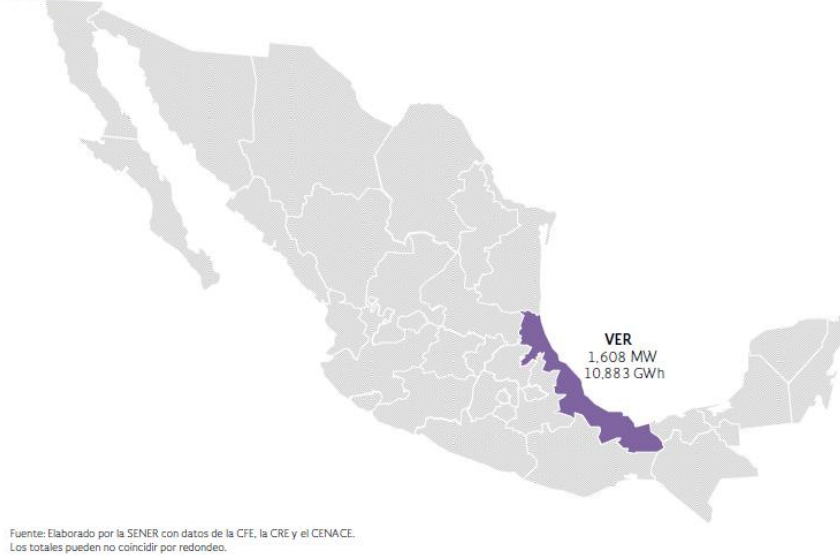 VER
1,608 MW
10,883 GWh
Fuente: Elaborado por la SENER con datos de la CFE, la CRE y el CENACE.
Los totales pueden no coincidir por redondeo.